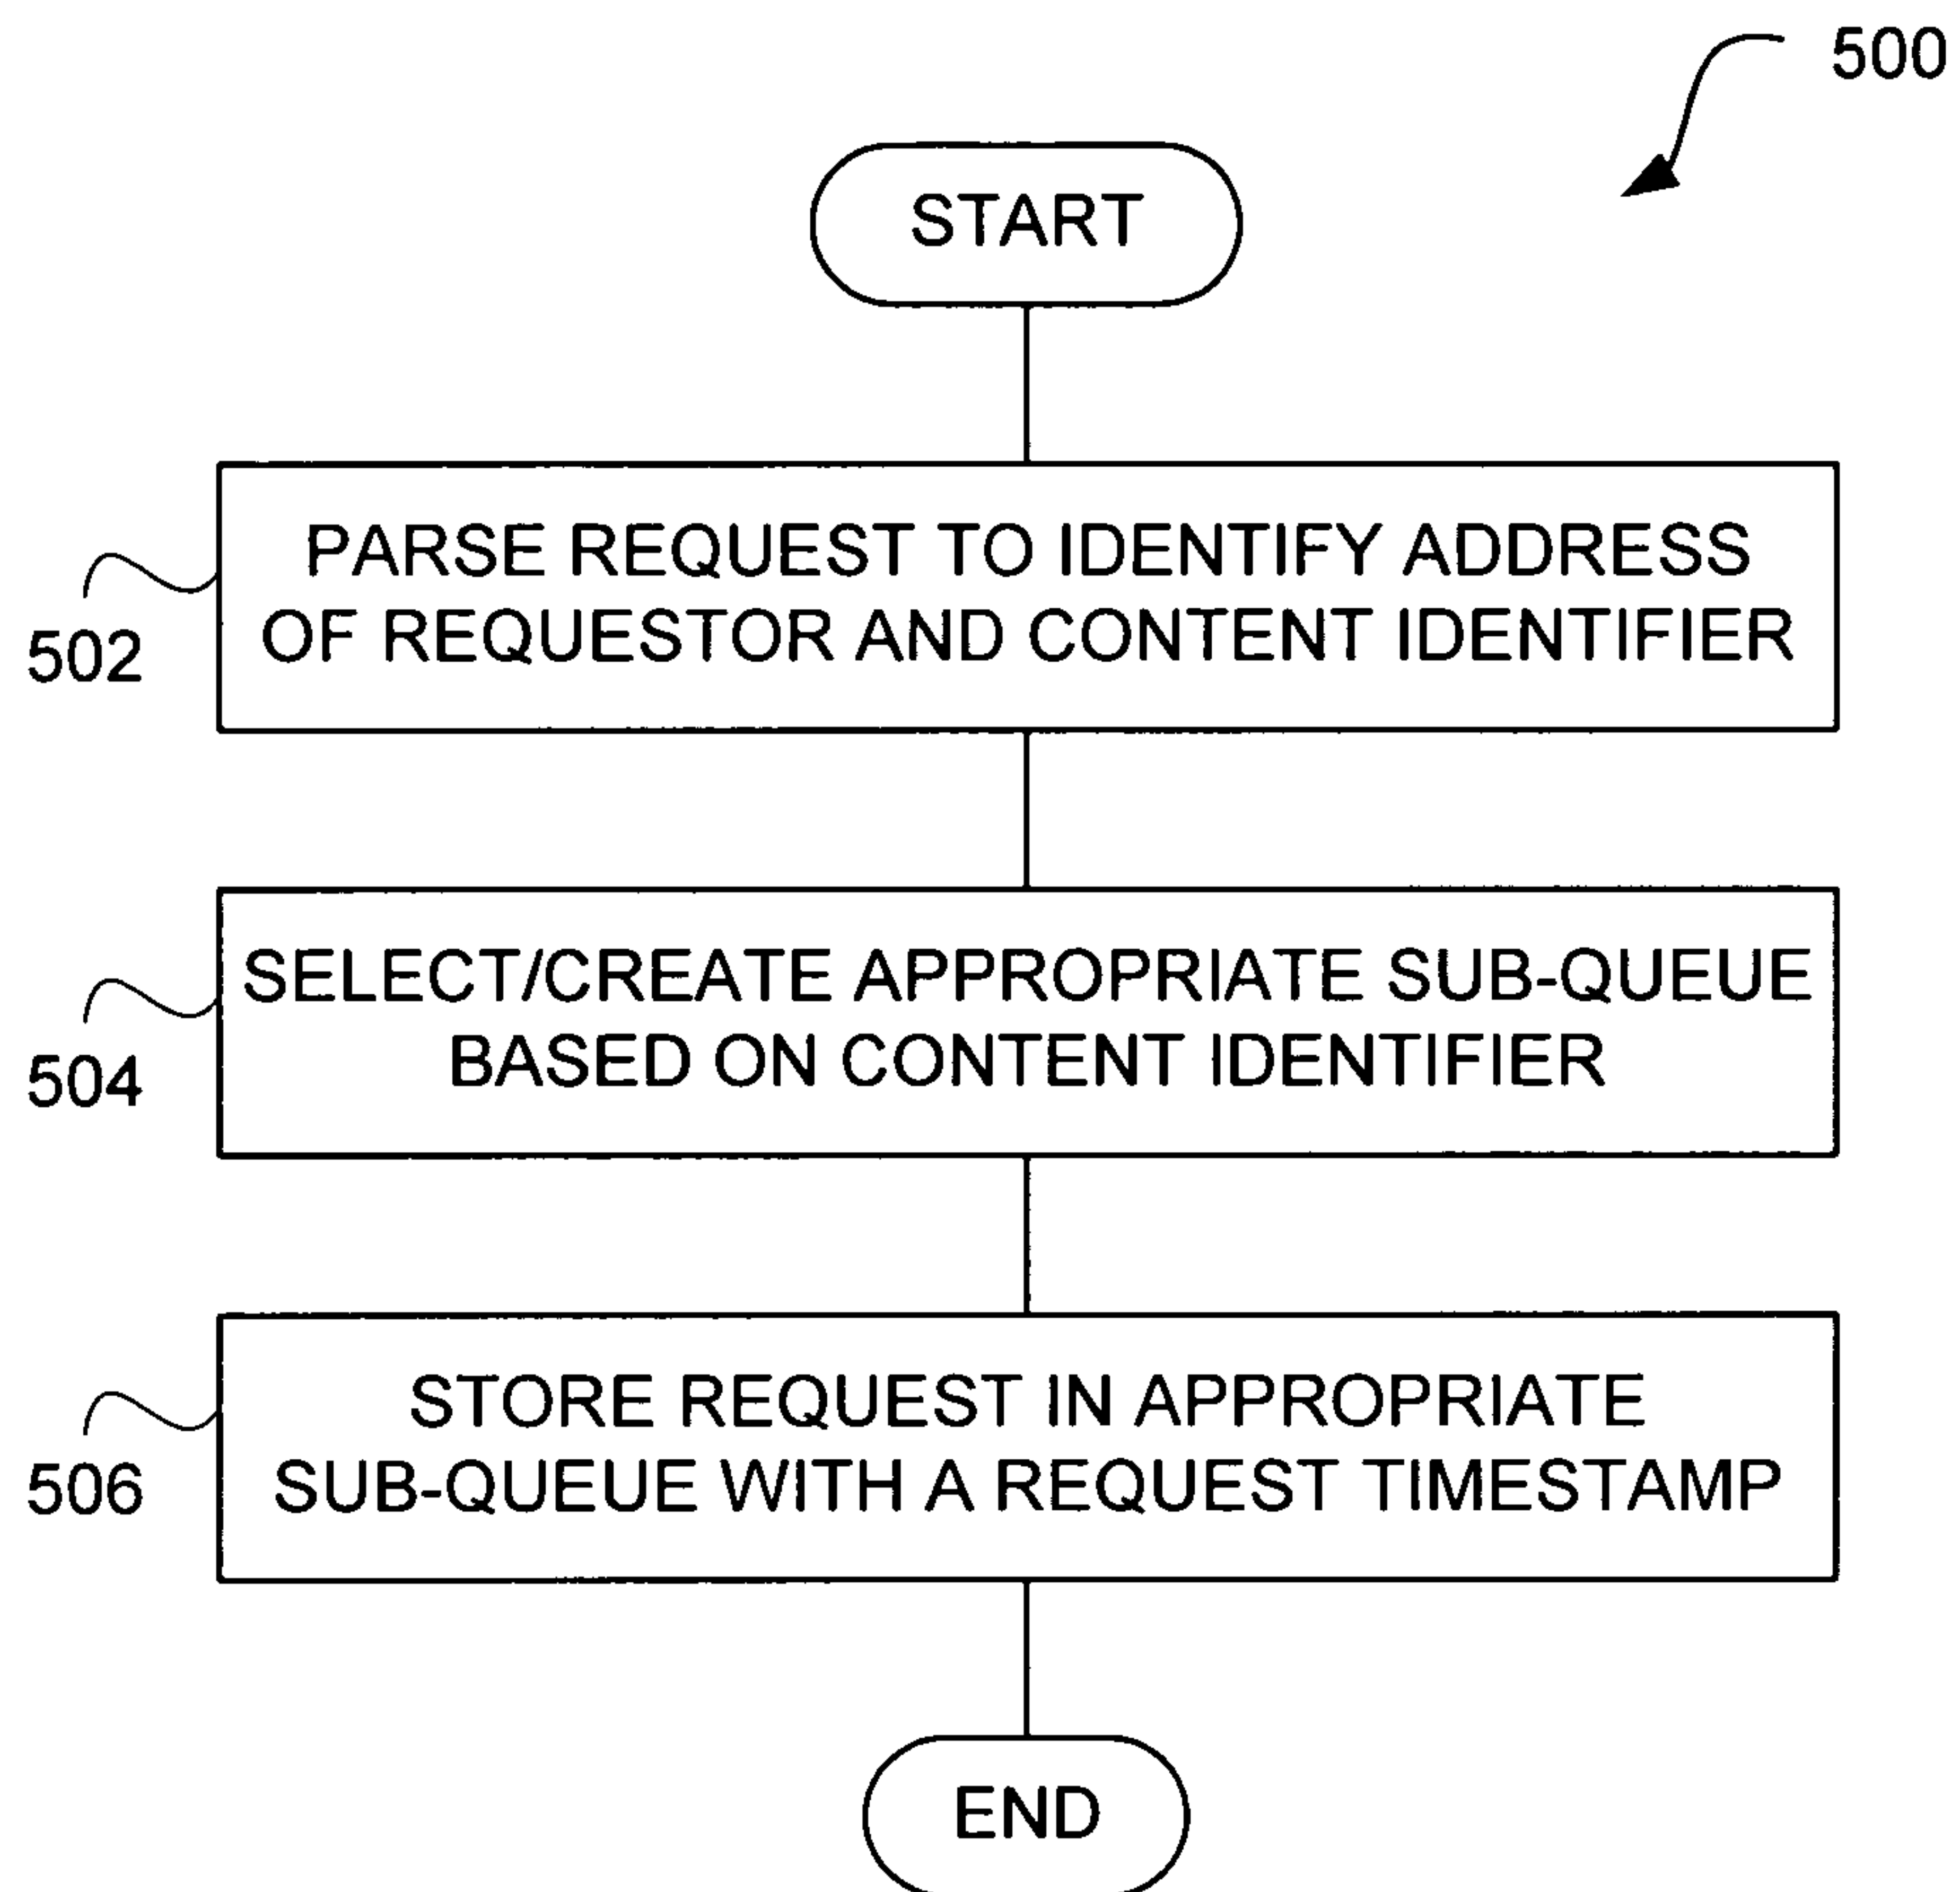 500
START
PARSE REQUEST TO IDENTIFY ADDRESS
OF REQUESTOR AND CONTENT IDENTIFIER
502
SELECT/CREATE APPROPRIATE SUB-QUEUE
BASED ON CONTENT IDENTIFIER
504
STORE REQUEST IN APPROPRIATE
SUB-QUEUE WITH A REQUEST TIMESTAMP
506
END